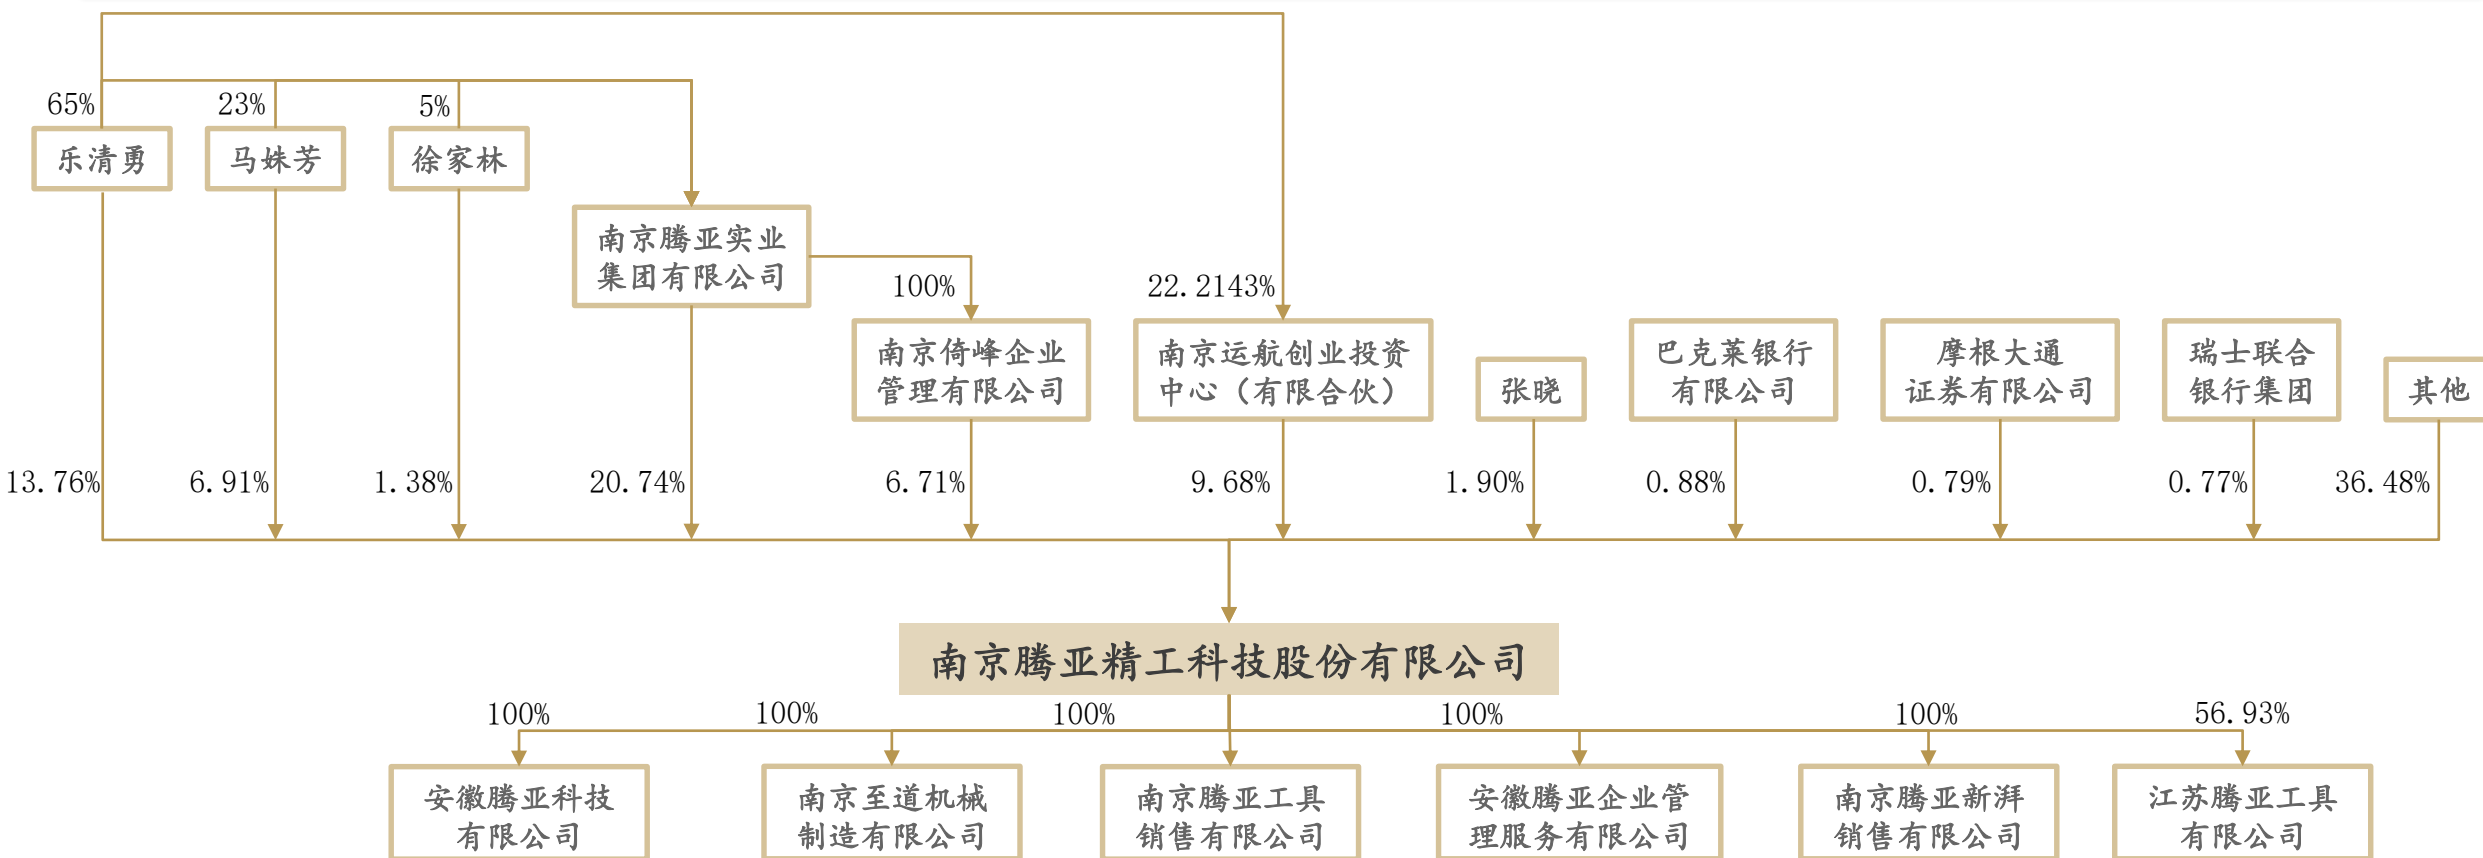 65%
23%
5%
乐清勇
马姝芳
徐家林
南京腾亚实业
集团有限公司
100%
22.2143%
南京倚峰企业
管理有限公司
南京运航创业投资
中心（有限合伙）
张晓
巴克莱银行
有限公司
摩根大通
证券有限公司
瑞士联合
银行集团
其他
13.76%
6.91%
1.38%
20.74%
6.71%
9.68%
1.90%
0.88%
0.79%
0.77%
36.48%
南京腾亚精工科技股份有限公司
100%
100%
100%
100%
100%
56.93%
安徽腾亚科技
有限公司
南京至道机械
制造有限公司
南京腾亚工具
销售有限公司
安徽腾亚企业管
理服务有限公司
南京腾亚新湃
销售有限公司
江苏腾亚工具
有限公司